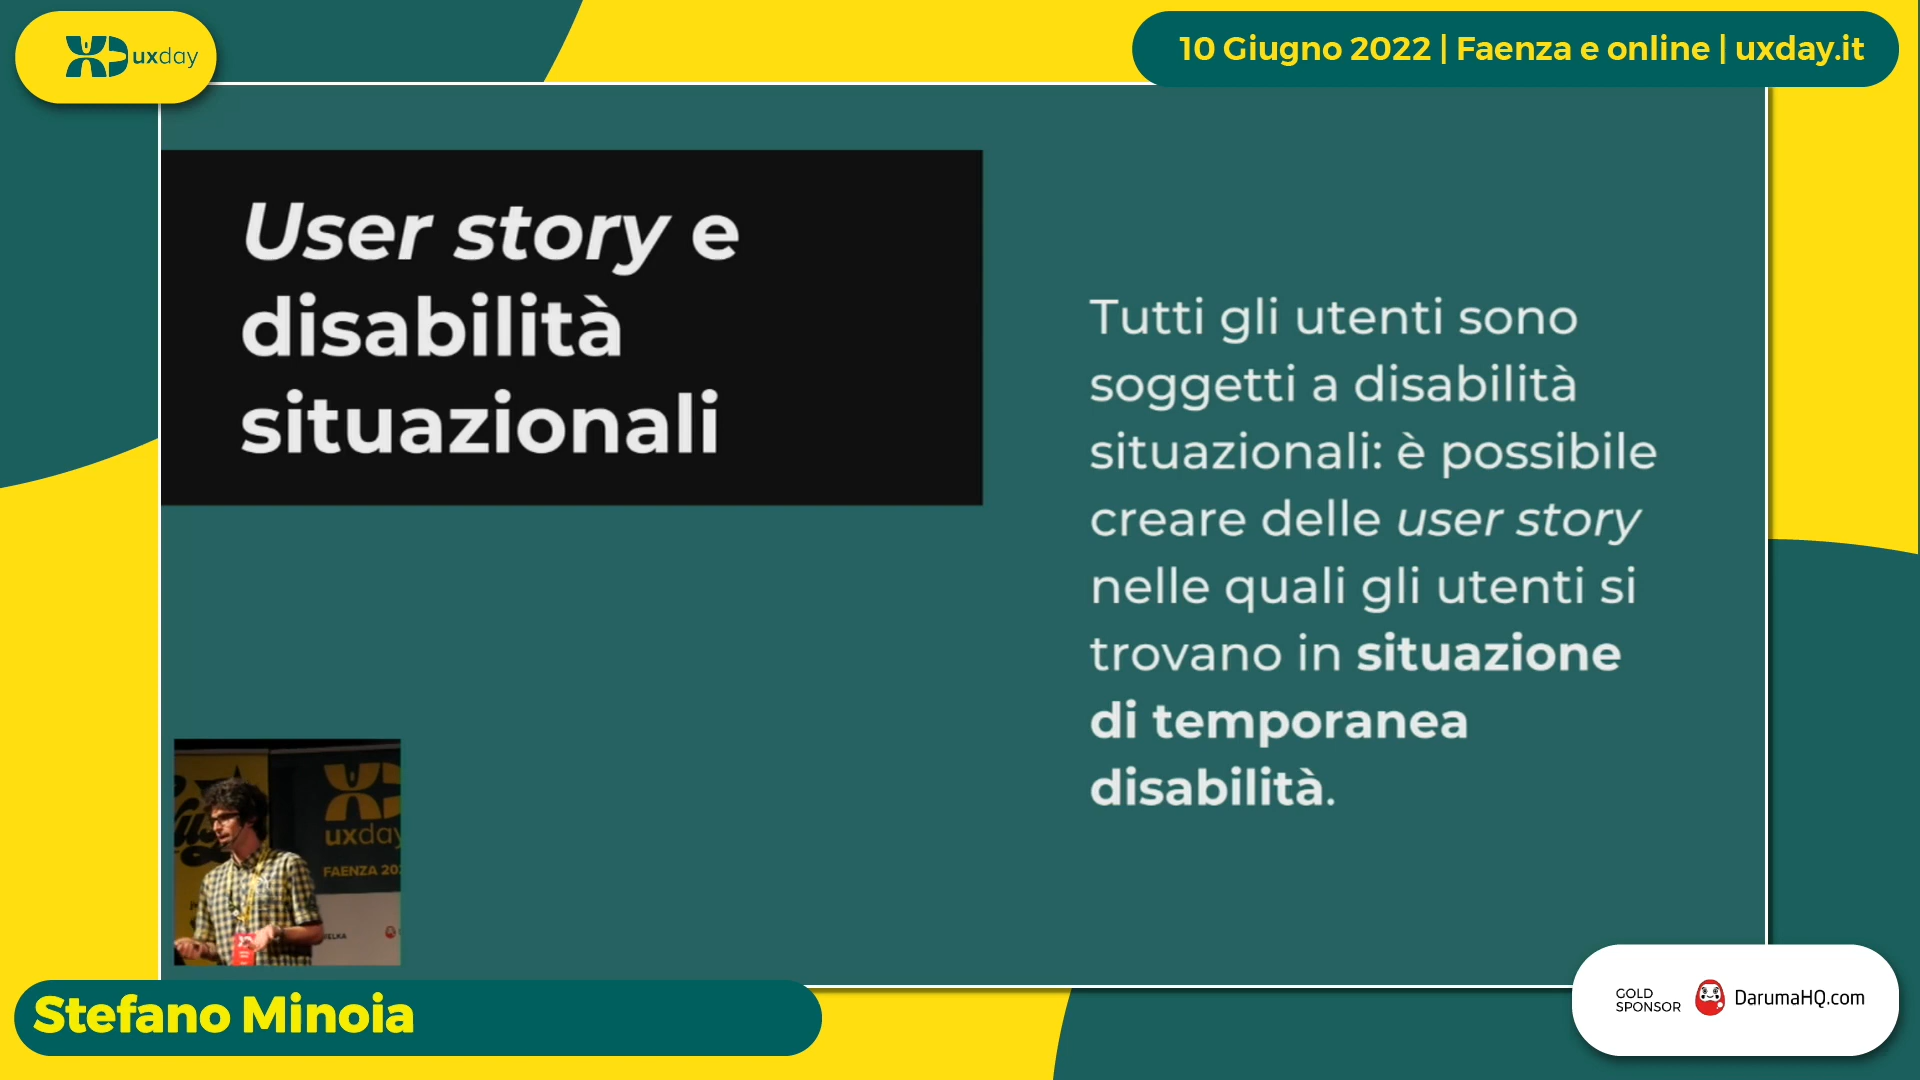 uxday
10 Giugno 2022 | Faenza e online | uxday.it
User story e
disabilità
situazionali
Tutti gli utenti sono
soggetti a disabilità
situazionali: è possibile
creare delle user story
nelle quali gli utenti si
trovano in situazione
di temporanea
disabilità.
uxday
FAENZA 202
Stefano Minoia
GOLD
SPONSOR
DarumaHQ.com